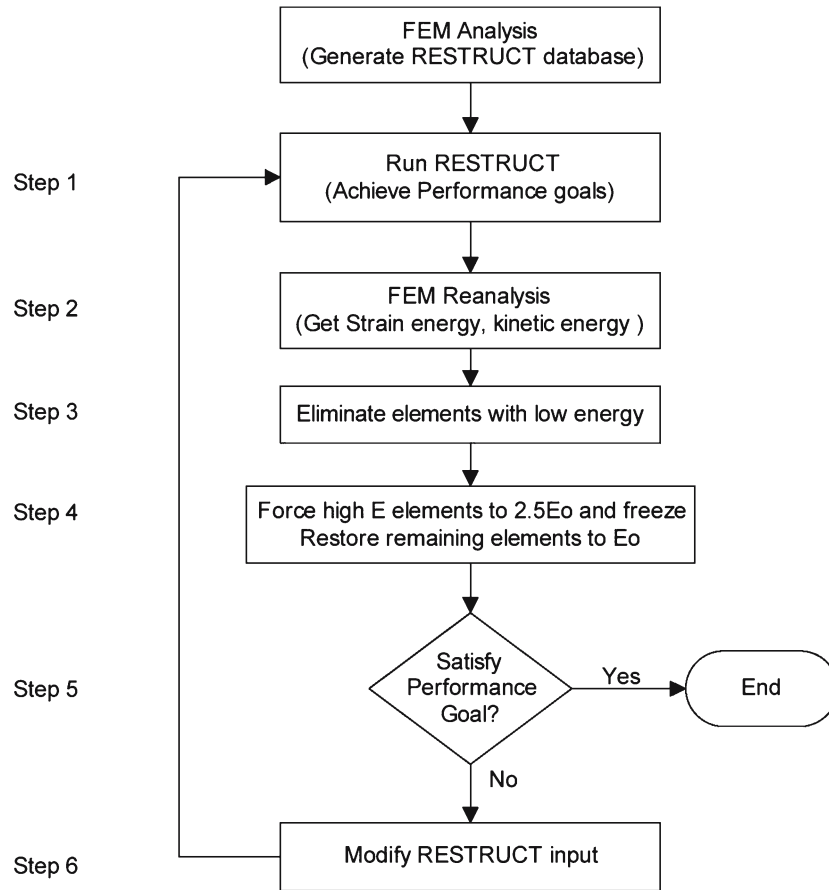 FEM Analysis
(Generate RESTRUCT database)
Step 1
Run RESTRUCT
(Achieve Performance goals)
Step 2
FEM Reanalysis
(Get Strain energy, kinetic energy )
Step 3
Eliminate elements with low energy
Step 4
Force high E elements to 2.5Eo and freeze
Restore remaining elements to Eo
Step 5
Satisfy
Performance
Goal?
Yes
End
No
Step 6
Modify RESTRUCT input